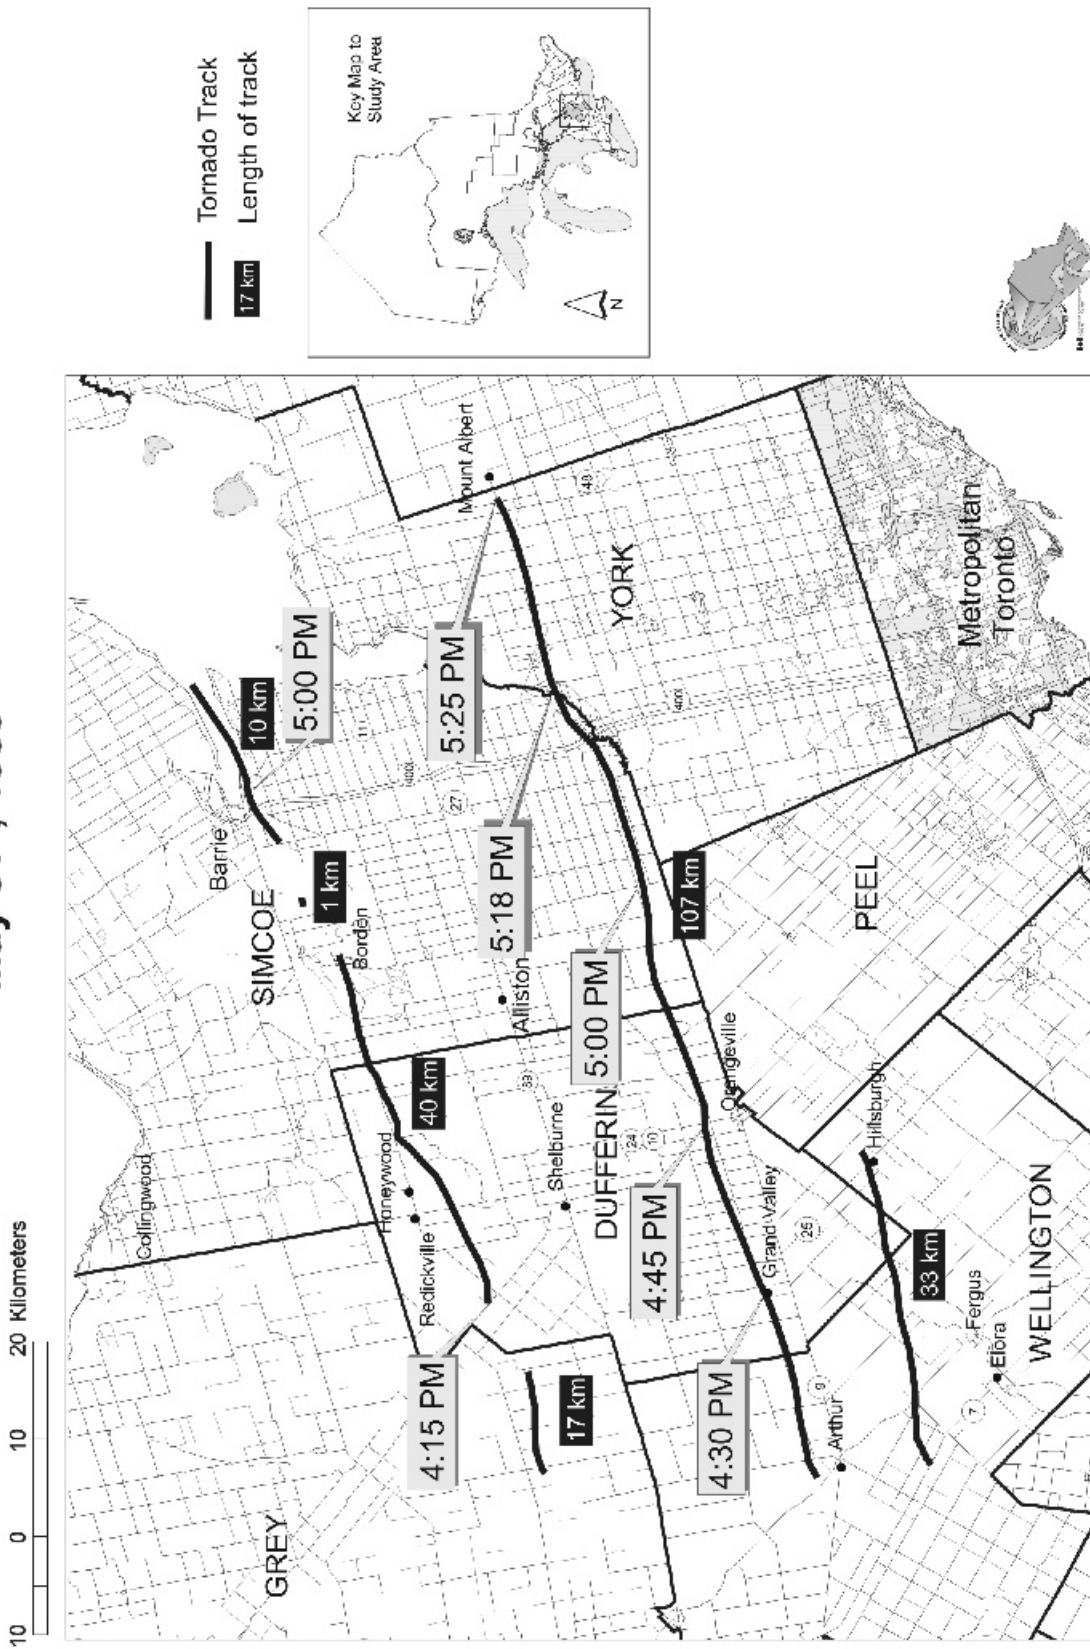 Tornado Track
17 km
Length of track
Key Map to
Study Area
N
10
0
10
20 Kilometers
Collingwood
GREY
SIMCOE
Barrie
10 km
5:00 PM
11
400
27
1 km
Borden
40 km
Honeywood
Redickville
4:15 PM
17 km
Alliston
89
Shelburne
DUFFERIN
24
10
Mount Albert
48
5:25 PM
5:18 PM
YORK
400
5:00 PM
107 km
4:45 PM
Orangeville
4:30 PM
Grand Valley
25
9
Arthur
PEEL
Hillsburgh
33 km
Fergus
Elora
7
WELLINGTON
Metropolitan
Toronto